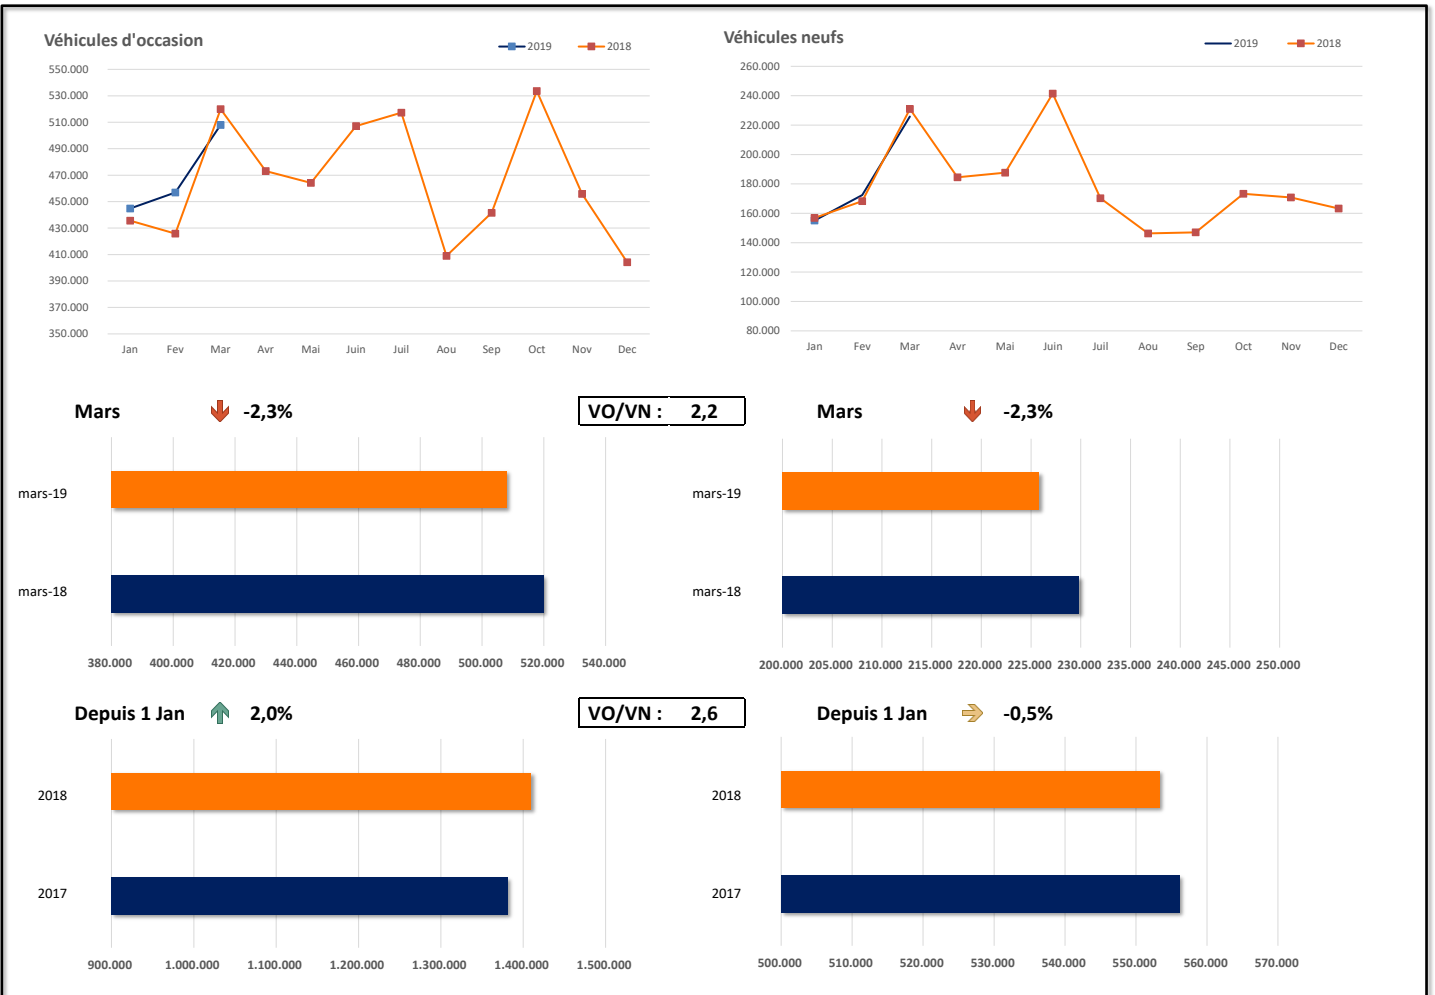 Véhicules d'occasion
2019 2018
550.000
530.000
510.000
490.000
470.000
450.000
430.000
410.000
390.000
370.000
350.000
Jan Fev Mar Avr Mai Juin Juil Aou Sep Oct Nov Dec
Véhicules neufs
2019 2018
260.000
240.000
220.000
200.000
180.000
160.000
140.000
120.000
100.000
80.000
Jan Fev Mar Avr Mai Juin Juil Aou Sep Oct Nov Dec
Mars -2,3%
VO/VN : 2,2
Mars -2,3%
mars-19
mars-18
380.000 400.000 420.000 440.000 460.000 480.000 500.000 520.000 540.000
mars-19
mars-18
200.000 205.000 210.000 215.000 220.000 225.000 230.000 235.000 240.000 245.000 250.000
Depuis 1 Jan 2,0%
VO/VN : 2,6
Depuis 1 Jan -0,5%
2018
2017
900.000 1.000.000 1.100.000 1.200.000 1.300.000 1.400.000 1.500.000
2018
2017
500.000 510.000 520.000 530.000 540.000 550.000 560.000 570.000